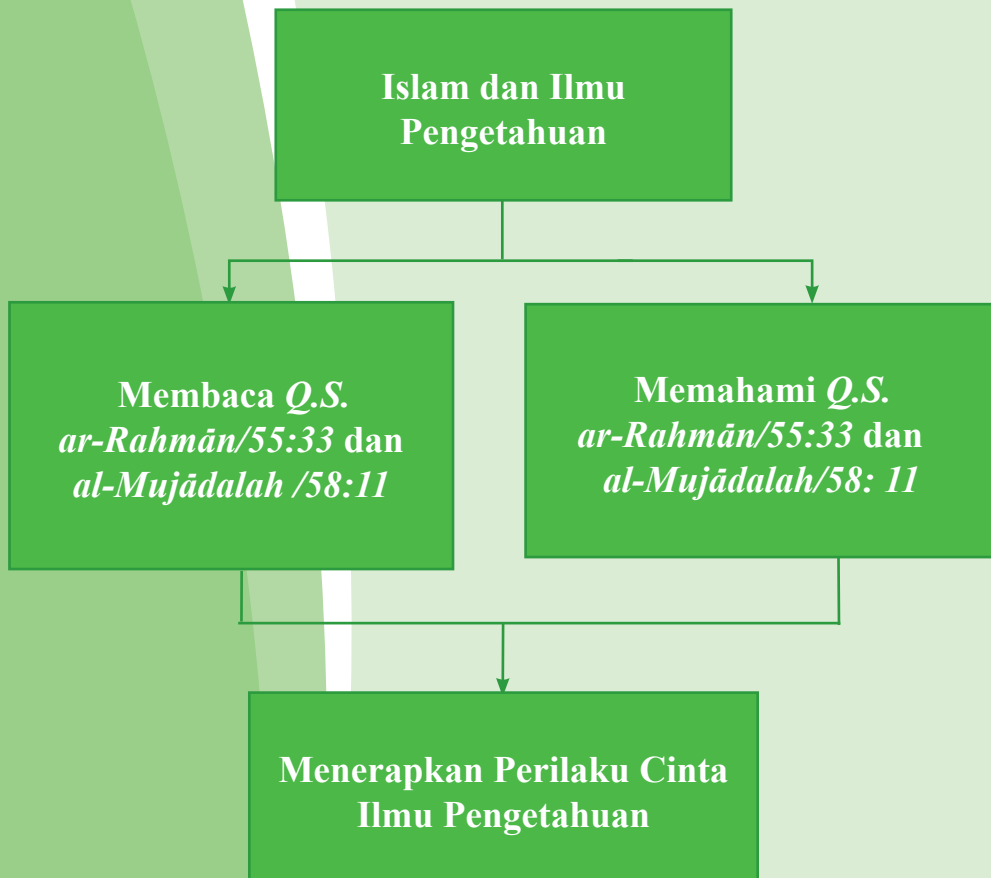 Islam dan Ilmu
Pengetahuan
Membaca Q.S.
ar-Rahmān/55:33 dan
al-Mujādalah /58:11
Memahami Q.S.
ar-Rahmān/55:33 dan
al-Mujādalah/58: 11
Menerapkan Perilaku Cinta
Ilmu Pengetahuan